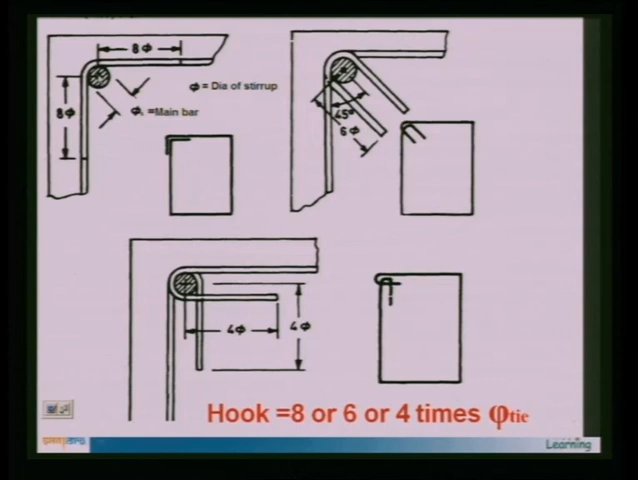 8ϕ
ϕ = Dia of stirrup
8ϕ
ϕ₁ =Main bar
45°
6ϕ
4ϕ
4ϕ
Hook =8 or 6 or 4 times φtie
Learning